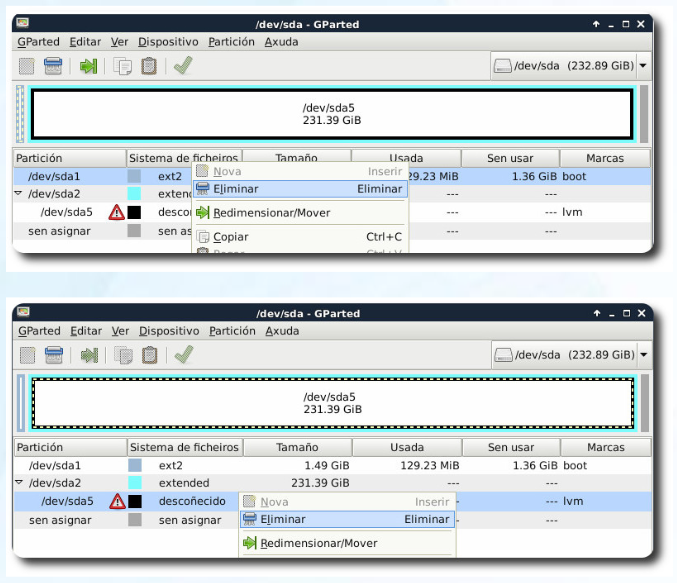 /dev/sda - GParted
GParted Editar Ver Dispositivo Partición Axuda
/dev/sda (232.89 GiB)
/dev/sda5
231.39 GiB
Partición Sistema de ficheiros Tamaño Usada Sen usar Marcas
/dev/sda1 ext2 29.23 MiB 1.36 GiB boot
Nova Inserir
/dev/sda2 exten --- ---
Eliminar Eliminar
/dev/sda5 desco --- --- lvm
Redimensionar/Mover
sen asignar sen as --- ---
Copiar Ctrl+C
Ctrl+V
/dev/sda - GParted
GParted Editar Ver Dispositivo Partición Axuda
/dev/sda (232.89 GiB)
/dev/sda5
231.39 GiB
Partición Sistema de ficheiros Tamaño Usada Sen usar Marcas
/dev/sda1 ext2 1.49 GiB 129.23 MiB 1.36 GiB boot
/dev/sda2 extended 231.39 GiB --- ---
/dev/sda5 descoñecido --- lvm
Nova Inserir
sen asignar sen asignar ---
Eliminar Eliminar
Redimensionar/Mover